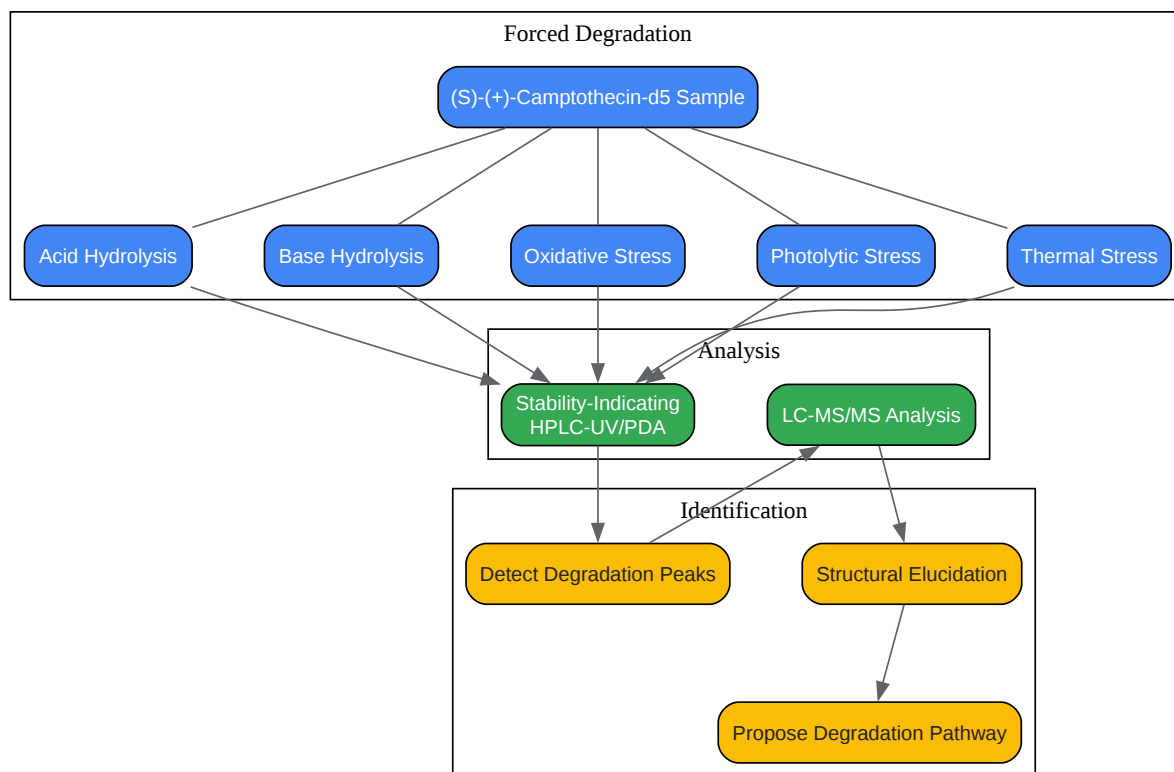 Forced Degradation
(S)-(+)-Camptothecin-d5 Sample
Acid Hydrolysis
Base Hydrolysis
Oxidative Stress
Photolytic Stress
Thermal Stress
Analysis
Stability-Indicating
HPLC-UV/PDA
LC-MS/MS Analysis
Identification
Detect Degradation Peaks
Structural Elucidation
Propose Degradation Pathway